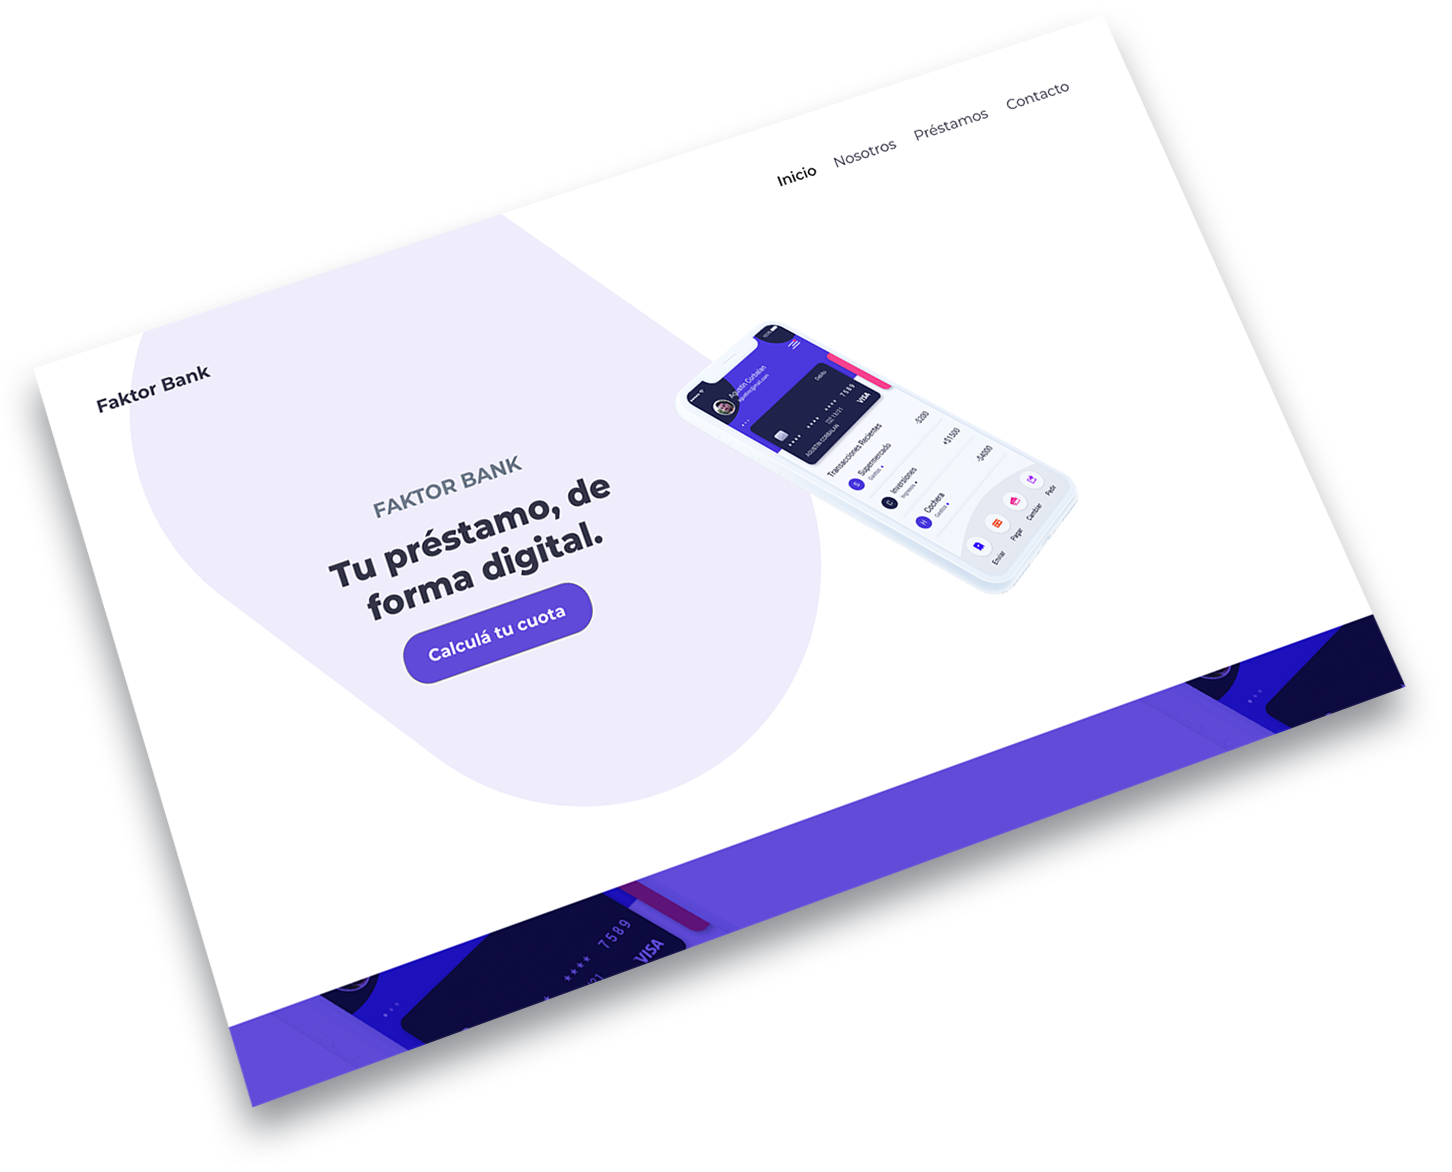 Inicio
Nosotros
Préstamos
Contacto
Faktor Bank
FAKTOR BANK
Tu préstamo, de
forma digital.
Calculá tu cuota
Agustin Corbalan
Debito
**** **** **** 7589
VISA
AGUSTIN CORBALAN
Transacciones Recientes
S
Supermercado
Gastos
-$200
C
Inversiones
Ingresos
+$1500
H
Cochera
Gastos
-$4000
Enviar
Pagar
Cambiar
Pedir
**** 7589
VISA